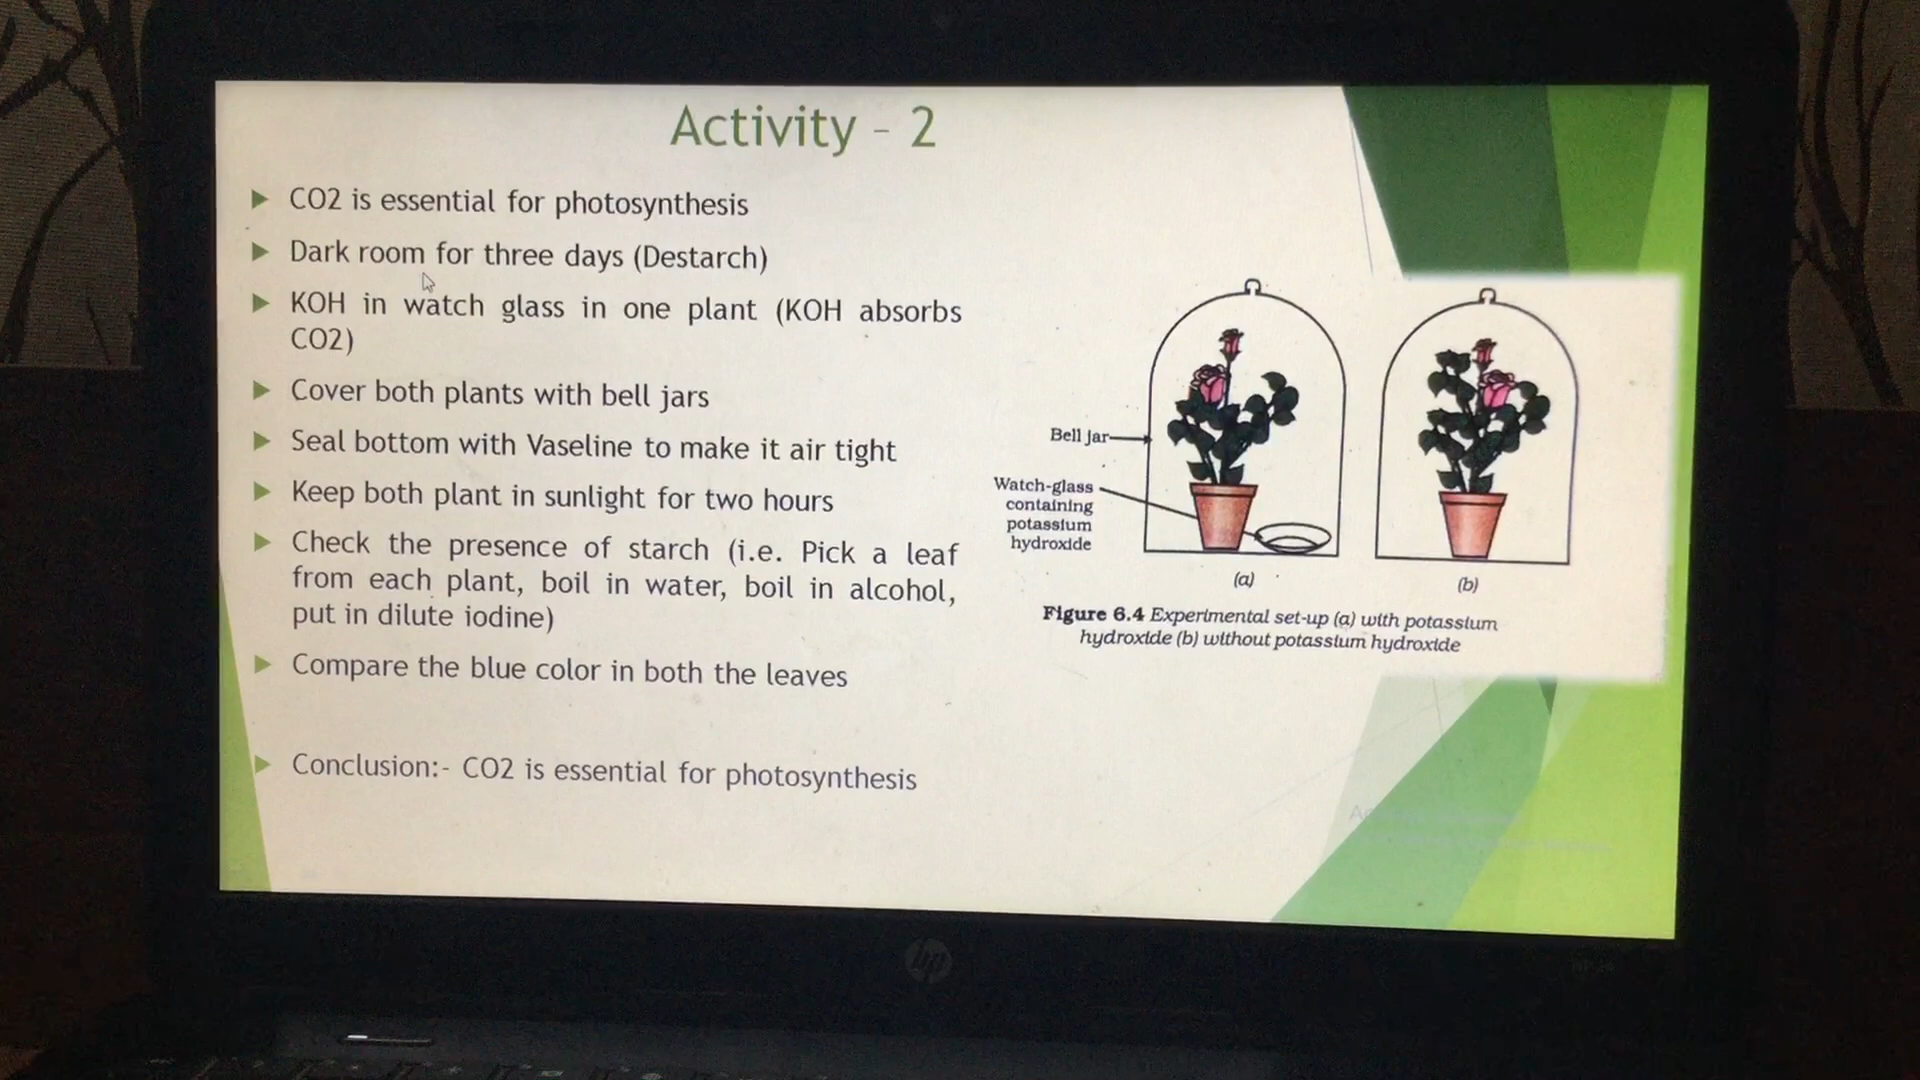 Activity - 2
CO2 is essential for photosynthesis
Dark room for three days (Destarch)
KOH in watch glass in one plant (KOH absorbs
CO2)
Cover both plants with bell jars
Seal bottom with Vaseline to make it air tight
Keep both plant in sunlight for two hours
Check the presence of starch (i.e. Pick a leaf
from each plant, boil in water, boil in alcohol,
put in dilute iodine)
Compare the blue color in both the leaves
Conclusion:- CO2 is essential for photosynthesis
Bell jar
Watch-glass
containing
potassium
hydroxide
(a)
(b)
Figure 6.4 Experimental set-up (a) with potassium
hydroxide (b) without potassium hydroxide
hp